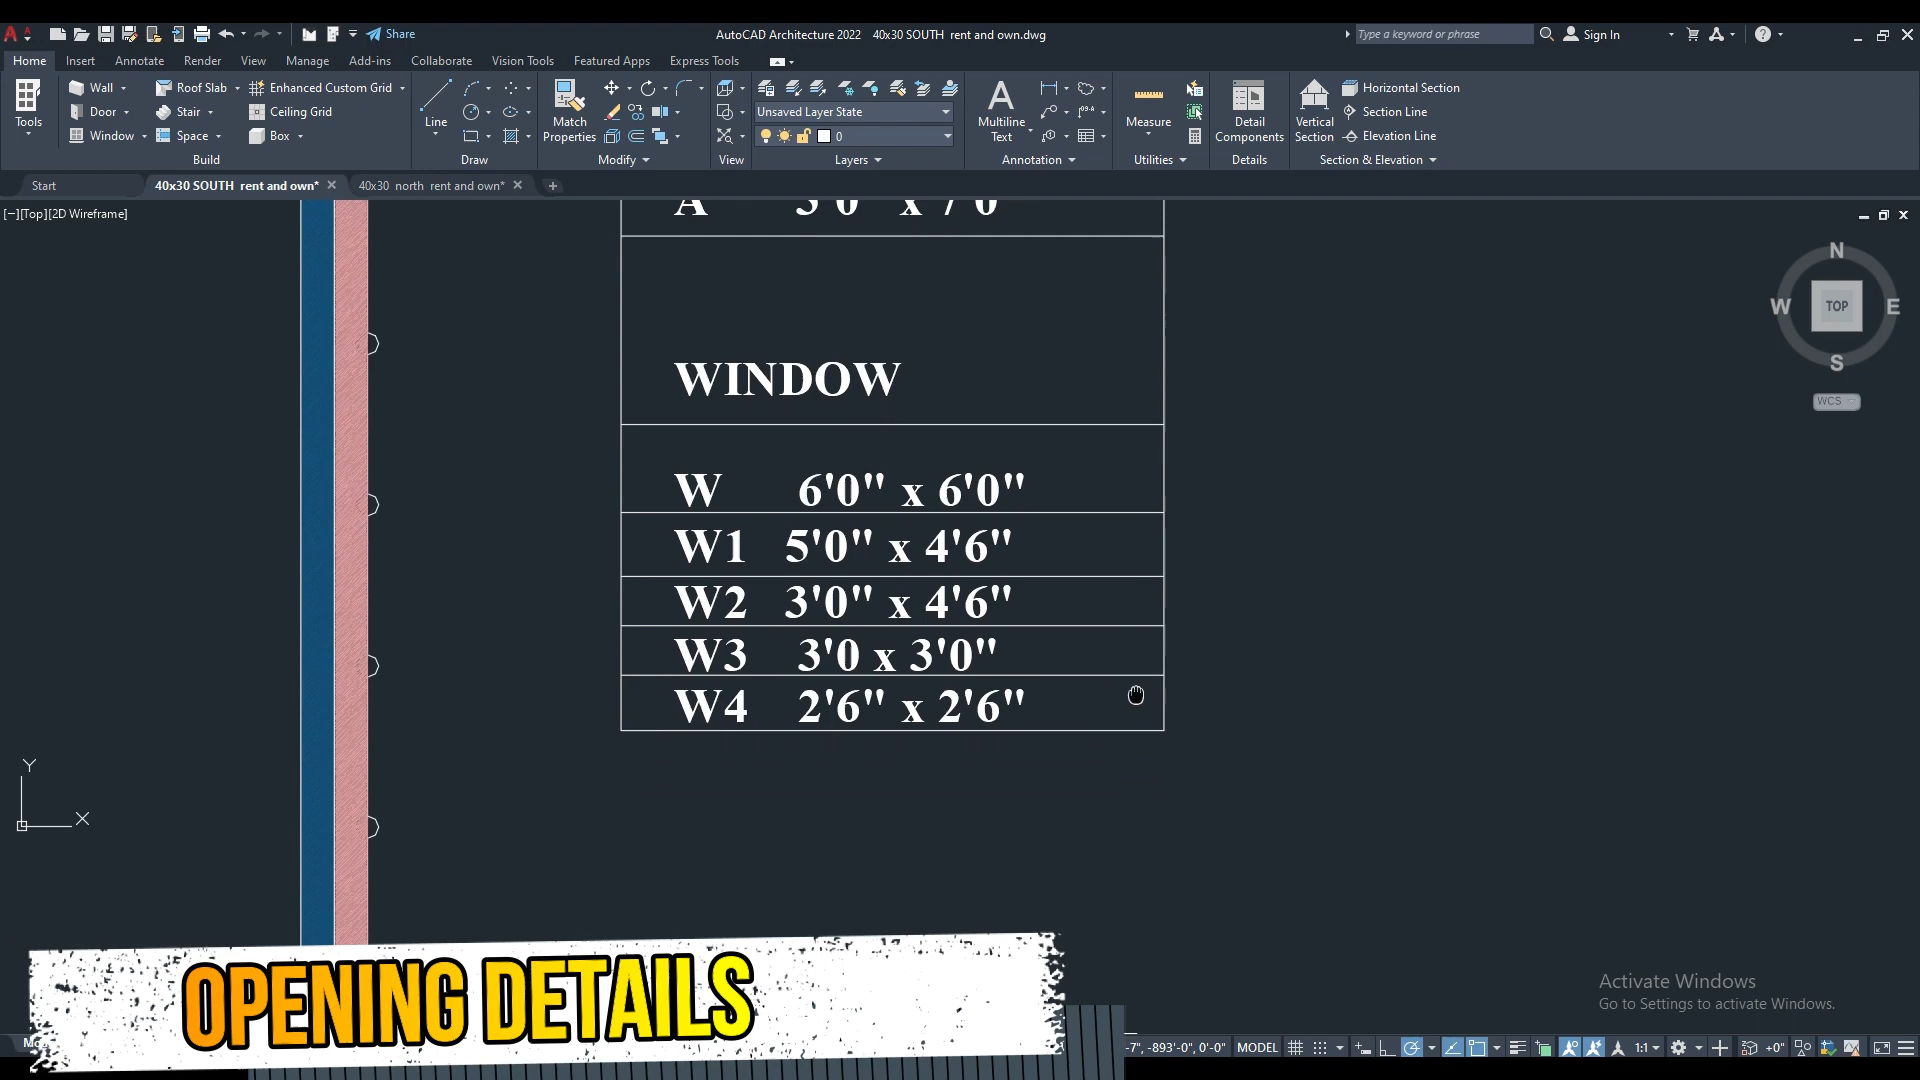 Share
AutoCAD Architecture 2022 40x30 SOUTH rent and own.dwg
Type a keyword or phrase
Sign In
Home Insert Annotate Render View Manage Add-ins Collaborate Vision Tools Featured Apps Express Tools
Tools
Wall
Door
Window
Roof Slab
Stair
Space
Enhanced Custom Grid
Ceiling Grid
Box
Build
Line
Draw
Match Properties
Modify
View
Unsaved Layer State
0
Layers
Multiline Text
Annotation
Measure
Utilities
Detail Components
Details
Vertical Section
Horizontal Section
Section Line
Elevation Line
Section & Elevation
Start
40x30 SOUTH rent and own*
40x30 north rent and own*
[−][Top][2D Wireframe]
N
W TOP E
S
WCS
WINDOW
W 6'0" x 6'0"
W1 5'0" x 4'6"
W2 3'0" x 4'6"
W3 3'0 x 3'0"
W4 2'6" x 2'6"
Y
X
OPENING DETAILS
Activate Windows
Go to Settings to activate Windows.
-7", -893'-0", 0'-0" MODEL 1:1 +0"